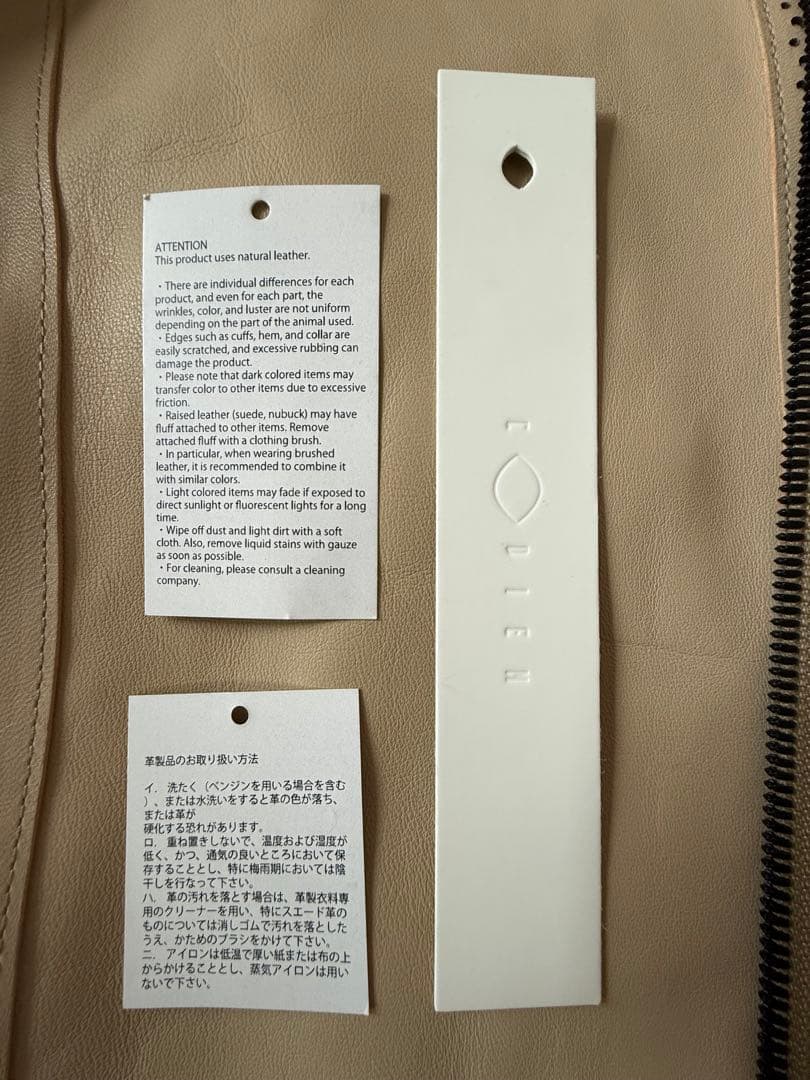 ATTENTION
This product uses natural leather.
・There are individual differences for each
product, and even for each part, the
wrinkles, color, and luster are not uniform
depending on the part of the animal used.
・Edges such as cuffs, hem, and collar are
easily scratched, and excessive rubbing can
damage the product.
・Please note that dark colored items may
transfer color to other items due to excessive
friction.
・Raised leather (suede, nubuck) may have
fluff attached to other items. Remove
attached fluff with a clothing brush.
・In particular, when wearing brushed
leather, it is recommended to combine it
with similar colors.
・Light colored items may fade if exposed to
direct sunlight or fluorescent lights for a long
time.
・Wipe off dust and light dirt with a soft
cloth. Also, remove liquid stains with gauze
as soon as possible.
・For cleaning, please consult a cleaning
company.
革製品のお取り扱い方法
イ．洗たく（ベンジンを用いる場合を含む
）、または水洗いをすると革の色が落ち、
または革が
硬化する恐れがあります。
ロ．重ね置きしないで、温度および湿度が
低く、かつ、通気の良いところにおいて保
存することとし、特に梅雨期においては陰
干しを行なって下さい。
ハ．革の汚れを落とす場合は、革製衣料専
用のクリーナーを用い、特にスエード革の
ものについては消しゴムで汚れを落とした
うえ、かためのブラシをかけて下さい。
ニ．アイロンは低温で厚い紙または布の上
からかけることとし、蒸気アイロンは用い
ないで下さい。